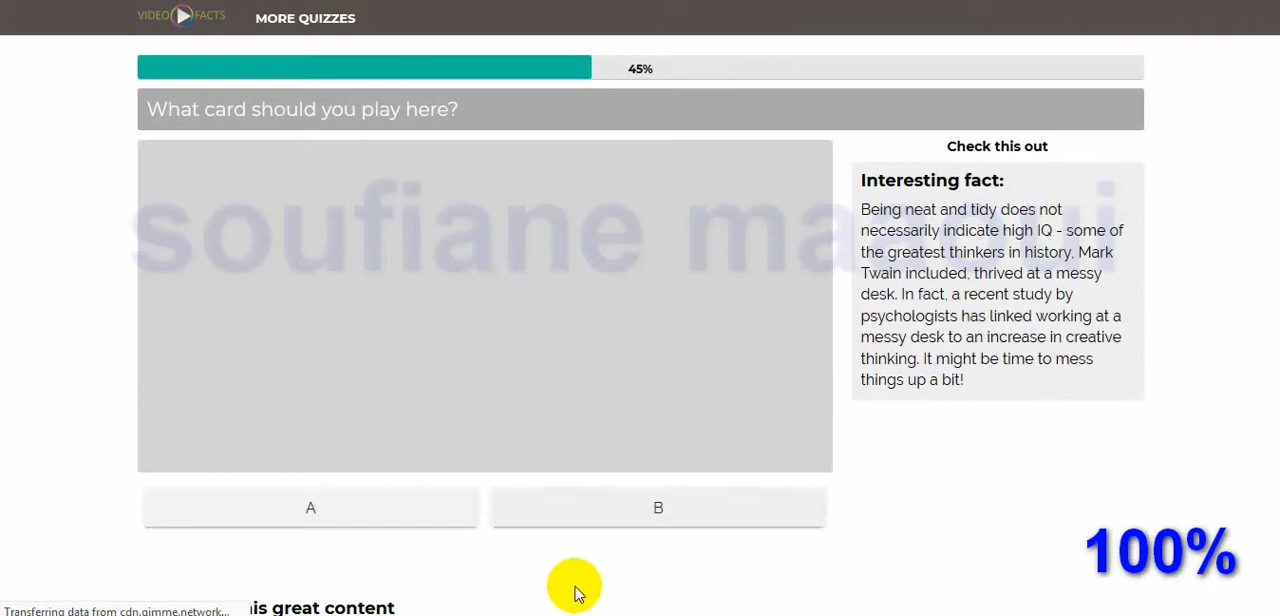 VIDEO FACTS
MORE QUIZZES
45%
What card should you play here?
Check this out
Interesting fact:
Being neat and tidy does not
necessarily indicate high IQ - some of
the greatest thinkers in history, Mark
Twain included, thrived at a messy
desk. In fact, a recent study by
psychologists has linked working at a
messy desk to an increase in creative
thinking. It might be time to mess
things up a bit!
soufiane
A
B
100%
Transferring data from cdn.gimme.network...
is great content